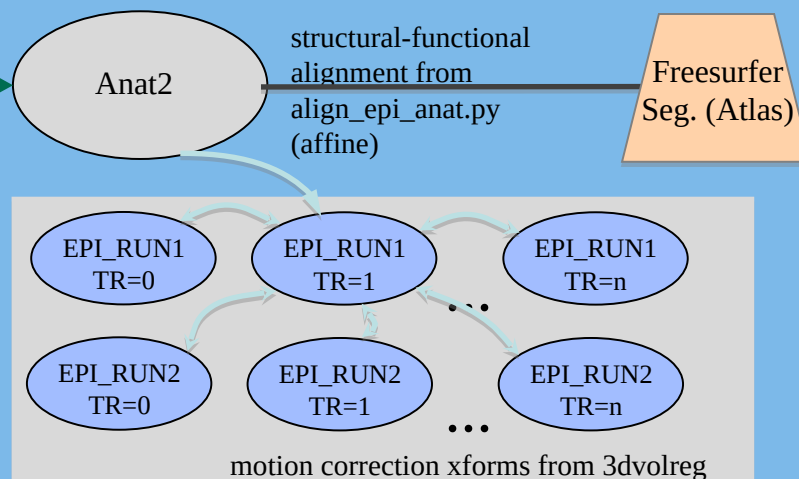 Anat2
structural-functional
alignment from
align_epi_anat.py
(affine)
Freesurfer
Seg. (Atlas)
EPI_RUN1
TR=0
EPI_RUN1
TR=1
EPI_RUN1
TR=n
...
EPI_RUN2
TR=0
EPI_RUN2
TR=1
EPI_RUN2
TR=n
...
motion correction xforms from 3dvolreg